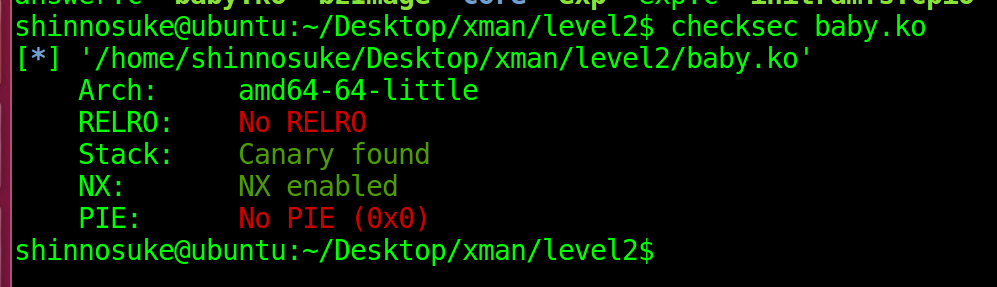 shinnosuke@ubuntu:~/Desktop/xman/level2$ checksec baby.ko
[*] '/home/shinnosuke/Desktop/xman/level2/baby.ko'
Arch: amd64-64-little
RELRO: No RELRO
Stack: Canary found
NX: NX enabled
PIE: No PIE (0x0)
shinnosuke@ubuntu:~/Desktop/xman/level2$